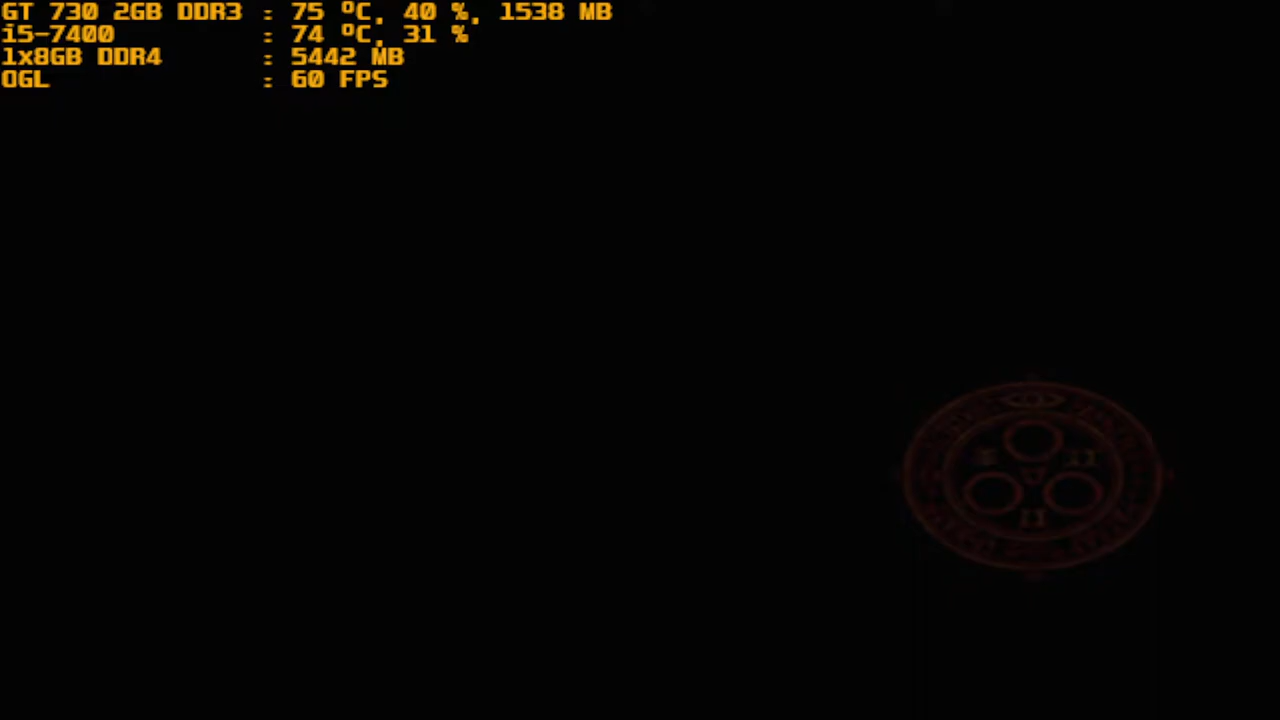 GT 730 2GB DDR3 : 75 ºC, 40 %, 1538 MB
i5-7400 : 74 ºC, 31 %
1x8GB DDR4 : 5442 MB
OGL : 60 FPS